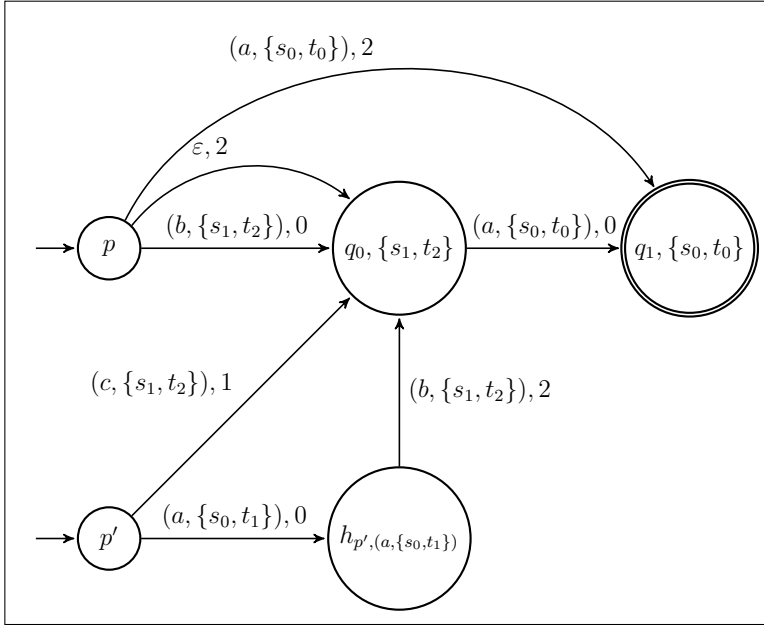 (a, {s₀, t₀}), 2
ε, 2
(b, {s₁, t₂}), 0
(a, {s₀, t₀}), 0
p
q₀, {s₁, t₂}
q₁, {s₀, t₀}
(c, {s₁, t₂}), 1
(b, {s₁, t₂}), 2
(a, {s₀, t₁}), 0
p′
h_{p′,(a,{s₀,t₁})}